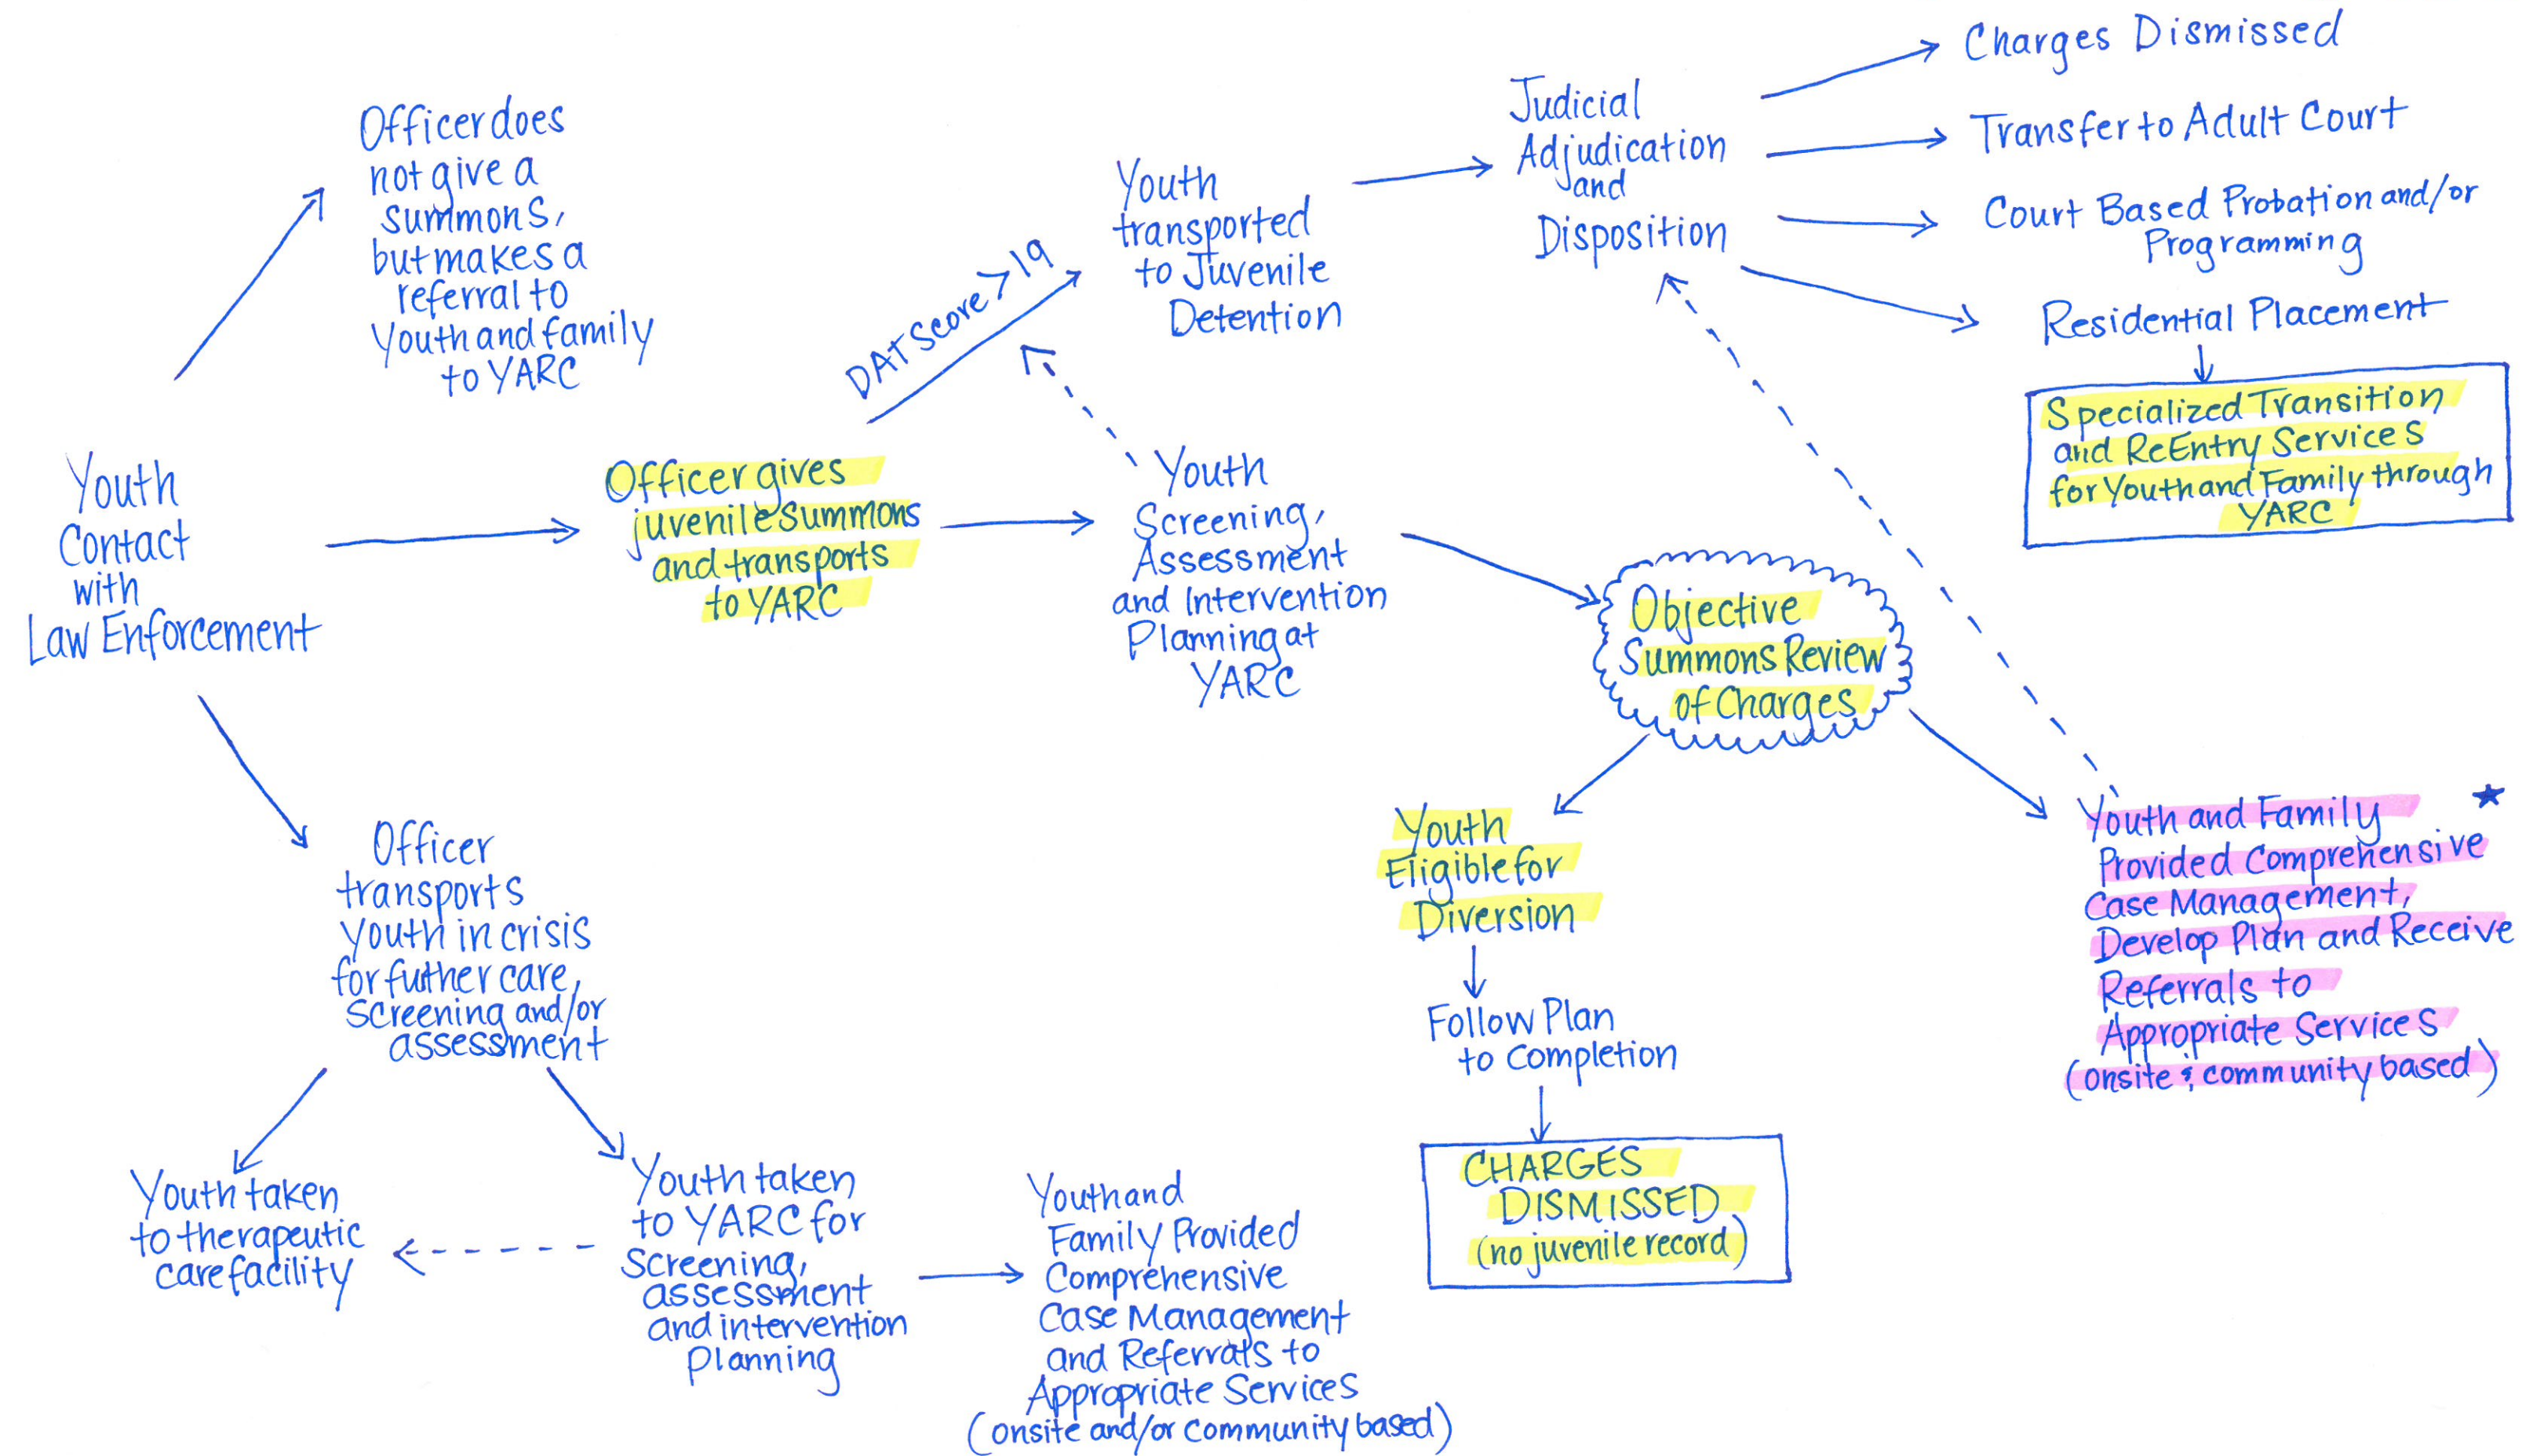 Youth
Contact
with
Law Enforcement
Officer does
not give a
summons,
but makes a
referral to
Youth and family
to YARC
Officer gives
juvenile summons
and transports
to YARC
Officer
transports
youth in crisis
for futher care,
screening and/or
assessment
Youth taken
to therapeutic
care facility
Youth taken
to YARC for
screening,
assessment
and intervention
planning
Youth and
Family Provided
Comprehensive
Case Management
and Referrals to
Appropriate Services
(onsite and/or community based)
DAT Score > 19
Youth
transported
to Juvenile
Detention
Youth
Screening,
Assessment
and Intervention
Planning at
YARC
Judicial
Adjudication
and
Disposition
Charges Dismissed
Transfer to Adult Court
Court Based Probation and/or
Programming
Residential Placement
Specialized Transition
and ReEntry Services
for Youth and Family through
YARC
Objective
Summons Review
of Charges
Youth
Eligible for
Diversion
Follow Plan
to completion
CHARGES
DISMISSED
(no juvenile record)
Youth and Family
Provided Comprehensive
Case Management,
Develop Plan and Receive
Referrals to
Appropriate Services
(onsite & community based)